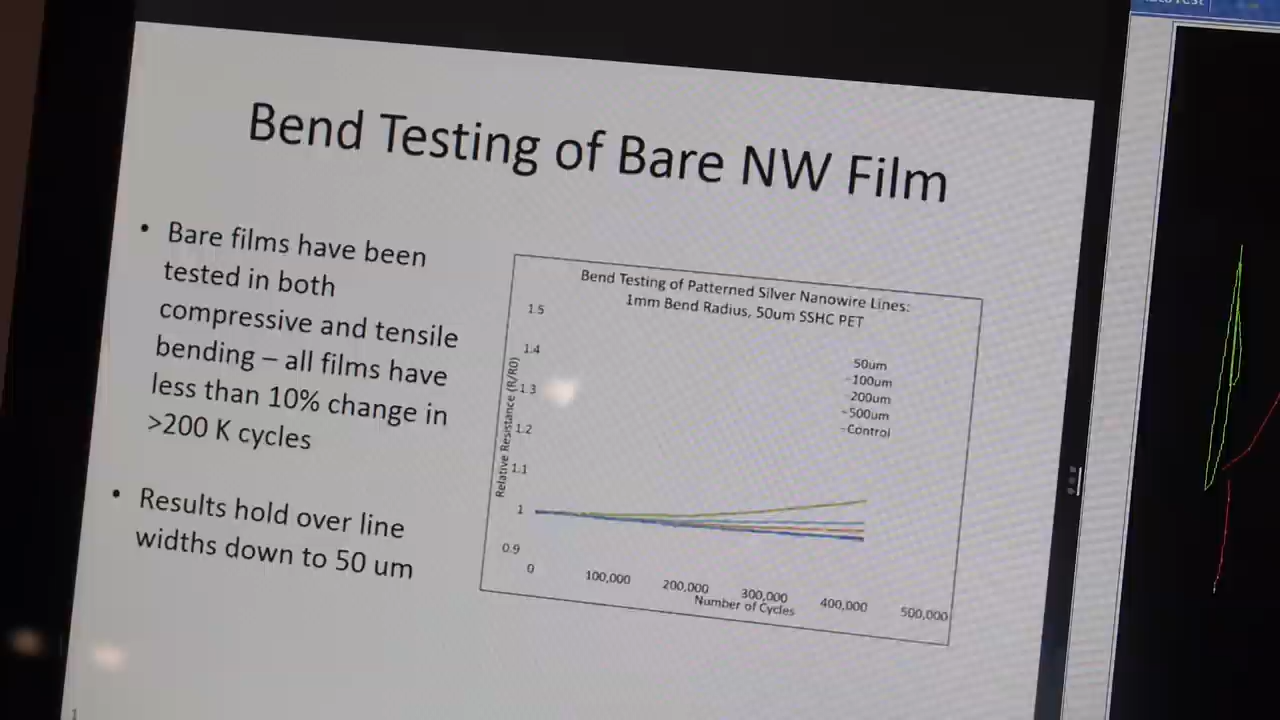 Bend Testing of Bare NW Film
• Bare films have been
tested in both
compressive and tensile
bending – all films have
less than 10% change in
>200 K cycles
• Results hold over line
widths down to 50 um
Bend Testing of Patterned Silver Nanowire Lines:
1mm Bend Radius, 50um SSHC PET
Relative Resistance (R/R0)
1.5
1.4
1.3
1.2
1.1
1
0.9
50um
100um
200um
500um
Control
0
100,000
200,000
300,000
400,000
500,000
Number of Cycles
1